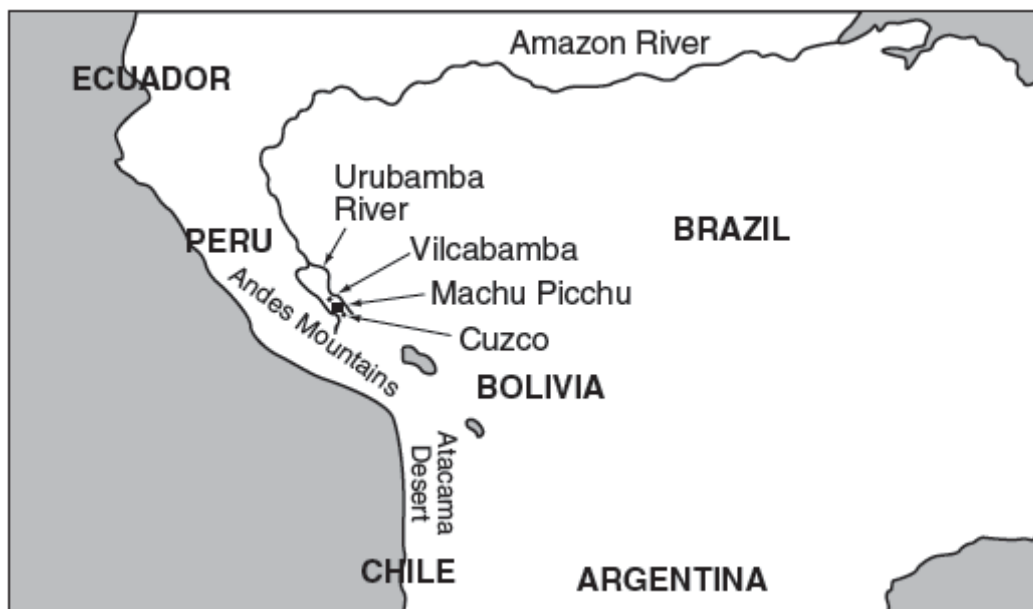 Amazon River
ECUADOR
Urubamba
River
PERU
BRAZIL
Vilcabamba
Machu Picchu
Andes Mountains
Cuzco
BOLIVIA
Atacama
Desert
CHILE
ARGENTINA